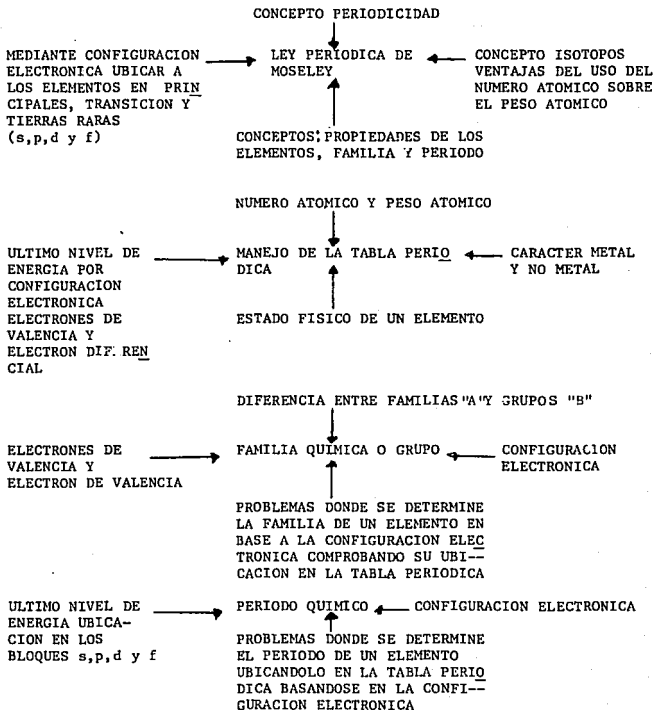 CONCEPTO PERIODICIDAD
MEDIANTE CONFIGURACION
ELECTRONICA UBICAR A
LOS ELEMENTOS EN PRIN
CIPALES, TRANSICION Y
TIERRAS RARAS
(s,p,d y f)
LEY PERIODICA DE
MOSELEY
CONCEPTO ISOTOPOS
VENTAJAS DEL USO DEL
NUMERO ATOMICO SOBRE
EL PESO ATOMICO
CONCEPTOS: PROPIEDADES DE LOS
ELEMENTOS, FAMILIA Y PERIODO
NUMERO ATOMICO Y PESO ATOMICO
ULTIMO NIVEL DE
ENERGIA POR
CONFIGURACION
ELECTRONICA
ELECTRONES DE
VALENCIA Y
ELECTRON DIFEREN
CIAL
MANEJO DE LA TABLA PERIO
DICA
CARACTER METAL
Y NO METAL
ESTADO FISICO DE UN ELEMENTO
DIFERENCIA ENTRE FAMILIAS "A" Y GRUPOS "B"
ELECTRONES DE
VALENCIA Y
ELECTRON DE VALENCIA
FAMILIA QUIMICA O GRUPO
CONFIGURACION
ELECTRONICA
PROBLEMAS DONDE SE DETERMINE
LA FAMILIA DE UN ELEMENTO EN
BASE A LA CONFIGURACION ELEC
TRONICA COMPROBANDO SU UBI--
CACION EN LA TABLA PERIODICA
ULTIMO NIVEL DE
ENERGIA UBICA-
CION EN LOS
BLOQUES s,p,d y f
PERIODO QUIMICO
CONFIGURACION ELECTRONICA
PROBLEMAS DONDE SE DETERMINE
EL PERIODO DE UN ELEMENTO
UBICANDOLO EN LA TABLA PERIO
DICA BASANDOSE EN LA CONFI--
GURACION ELECTRONICA